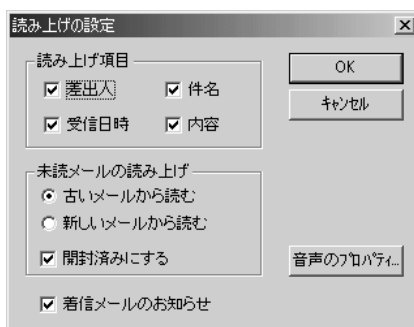 読み上げの設定
読み上げ項目
差出人 件名
受信日時 内容
OK
キャンセル
未読メールの読み上げ
古いメールから読む
新しいメールから読む
開封済みにする
音声のプロパティ...
着信メールのお知らせ